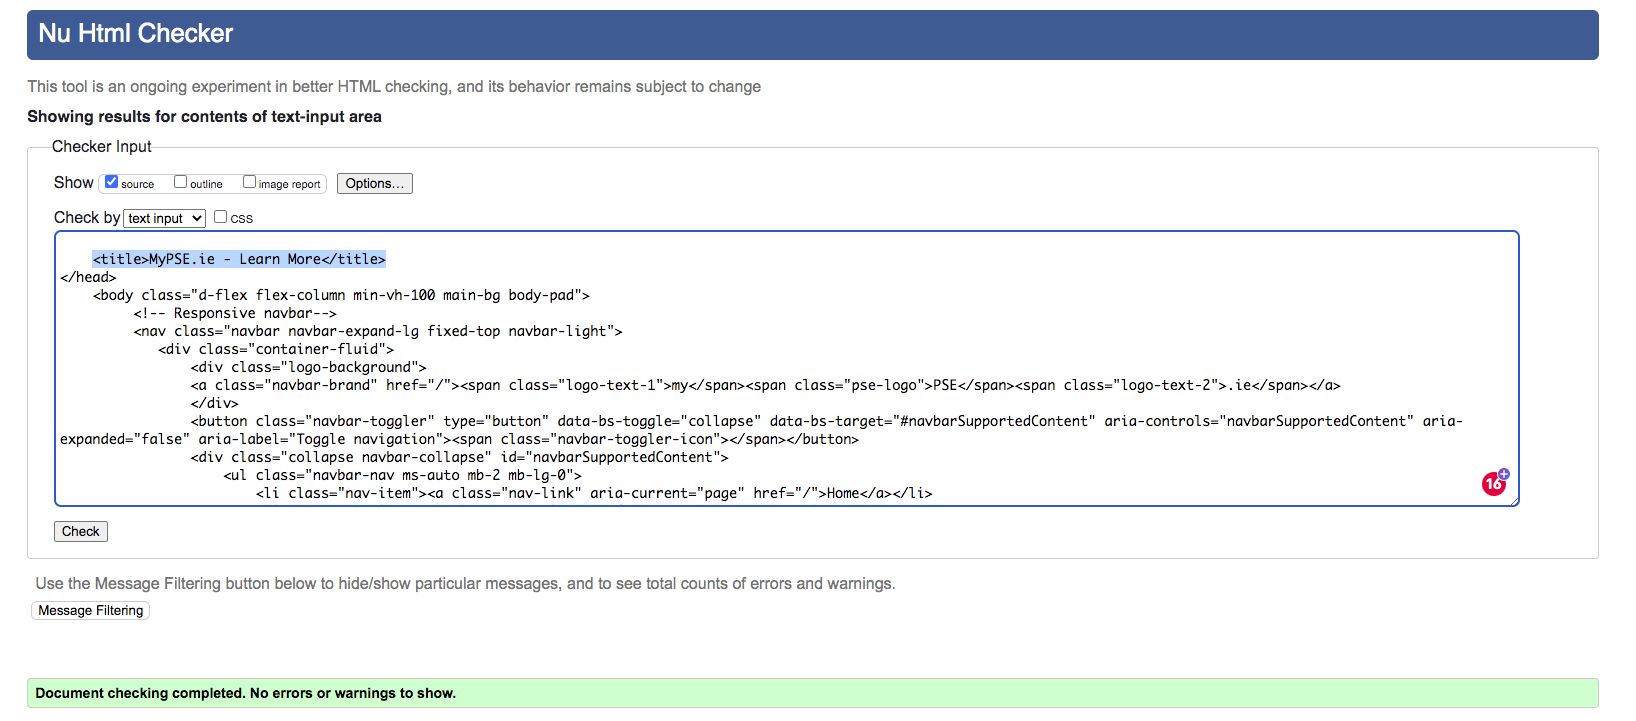 Nu Html Checker
This tool is an ongoing experiment in better HTML checking, and its behavior remains subject to change
Showing results for contents of text-input area
Checker Input
Show source outline image report Options...
Check by text input CSS
<title>MyPSE.ie - Learn More</title>
</head>
<body class="d-flex flex-column min-vh-100 main-bg body-pad">
<!-- Responsive navbar-->
<nav class="navbar navbar-expand-lg fixed-top navbar-light">
<div class="container-fluid">
<div class="logo-background">
<a class="navbar-brand" href="/"><span class="logo-text-1">my</span><span class="pse-logo">PSE</span><span class="logo-text-2">.ie</span></a>
</div>
<button class="navbar-toggler" type="button" data-bs-toggle="collapse" data-bs-target="#navbarSupportedContent" aria-controls="navbarSupportedContent" aria-
expanded="false" aria-label="Toggle navigation"><span class="navbar-toggler-icon"></span></button>
<div class="collapse navbar-collapse" id="navbarSupportedContent">
<ul class="navbar-nav ms-auto mb-2 mb-lg-0">
<li class="nav-item"><a class="nav-link" aria-current="page" href="/">Home</a></li>
16
Check
Use the Message Filtering button below to hide/show particular messages, and to see total counts of errors and warnings.
Message Filtering
Document checking completed. No errors or warnings to show.